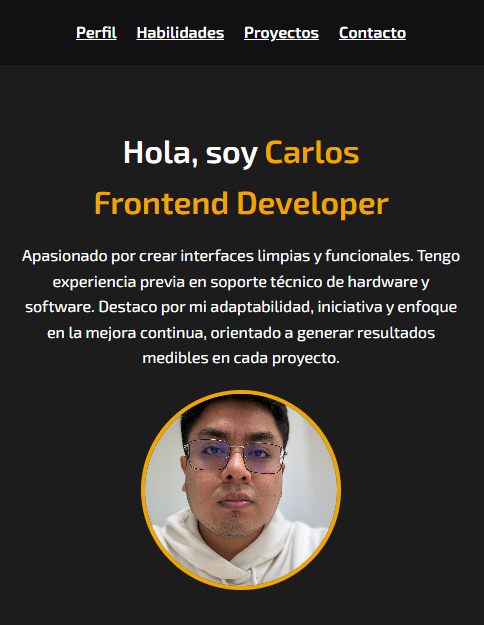 Perfil Habilidades Proyectos Contacto
Hola, soy Carlos
Frontend Developer
Apasionado por crear interfaces limpias y funcionales. Tengo
experiencia previa en soporte técnico de hardware y
software. Destaco por mi adaptabilidad, iniciativa y enfoque
en la mejora continua, orientado a generar resultados
medibles en cada proyecto.